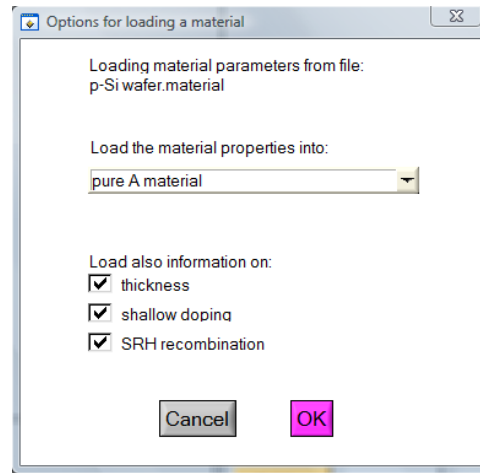 Options for loading a material
Loading material parameters from file:
p-Si wafer.material
Load the material properties into:
pure A material
Load also information on:
thickness
shallow doping
SRH recombination
Cancel OK